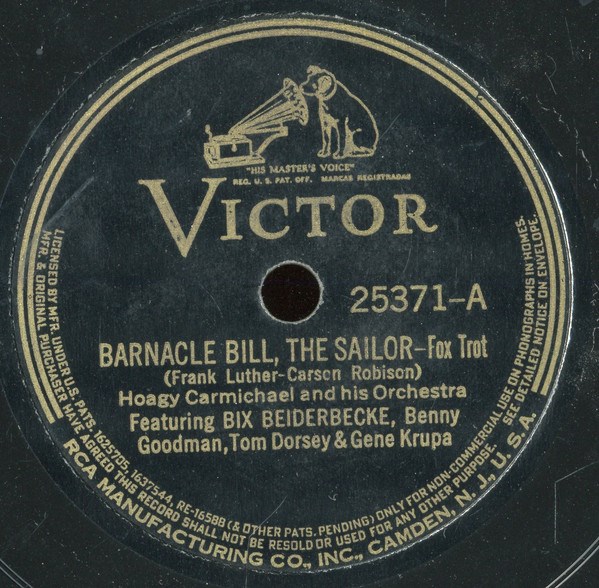 "HIS MASTER'S VOICE"
REG. U. S. PAT. OFF. MARCAS REGISTRADAS
VICTOR
25371-A
BARNACLE BILL, THE SAILOR-Fox Trot
(Frank Luther-Carson Robison)
Hoagy Carmichael and his Orchestra
Featuring BIX BEIDERBECKE, Benny
Goodman, Tom Dorsey & Gene Krupa
LICENSED BY MFR. UNDER U.S. PATS. 1625705, 1637544, RE-16588 (& OTHER PATS. PENDING) ONLY FOR NON-COMMERCIAL USE ON PHONOGRAPHS IN HOMES.
MFR. & ORIGINAL PURCHASER HAVE AGREED THIS RECORD SHALL NOT BE RESOLD OR USED FOR ANY OTHER PURPOSE. SEE DETAILED NOTICE ON ENVELOPE.
RCA MANUFACTURING CO., INC., CAMDEN, N. J., U. S. A.